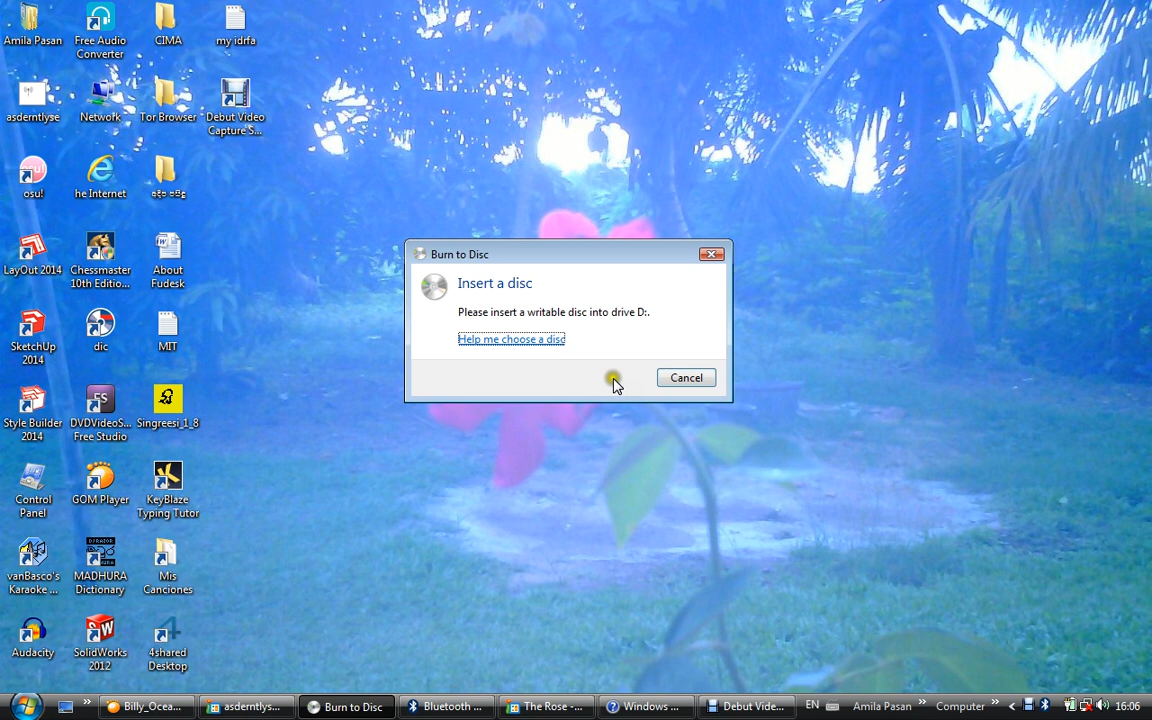 Amila Pasan
Free Audio
Converter
CIMA
my idrfa
asderntlyse
Network
Tor Browser
Debut Video
Capture S...
osu!
he Internet
LayOut 2014
Chessmaster
10th Editio...
About
Fudesk
SketchUp
2014
dic
MIT
Style Builder
2014
DVDVideoS...
Free Studio
Singreesi_1_8
Control
Panel
GOM Player
KeyBlaze
Typing Tutor
vanBasco's
Karaoke ...
MADHURA
Dictionary
Mis
Canciones
Audacity
SolidWorks
2012
4shared
Desktop
Burn to Disc
Insert a disc
Please insert a writable disc into drive D:.
Help me choose a disc
Cancel
Billy_Ocea...
asderntlys...
Burn to Disc
Bluetooth ...
The Rose -...
Windows ...
Debut Vide...
EN
Amila Pasan
Computer
16:06